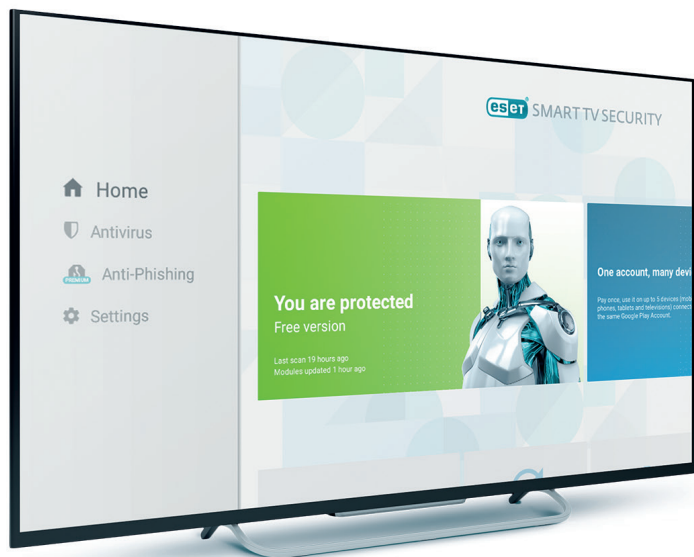 eset SMART TV SECURITY
Home
Antivirus
PREMIUM
Anti-Phishing
Settings
You are protected
Free version
Last scan 19 hours ago
Modules updated 1 hour ago
One account, many devi
Pay once, use it on up to 5 devices (mobi
phones, tablets and televisions) connect
the same Google Play Account.